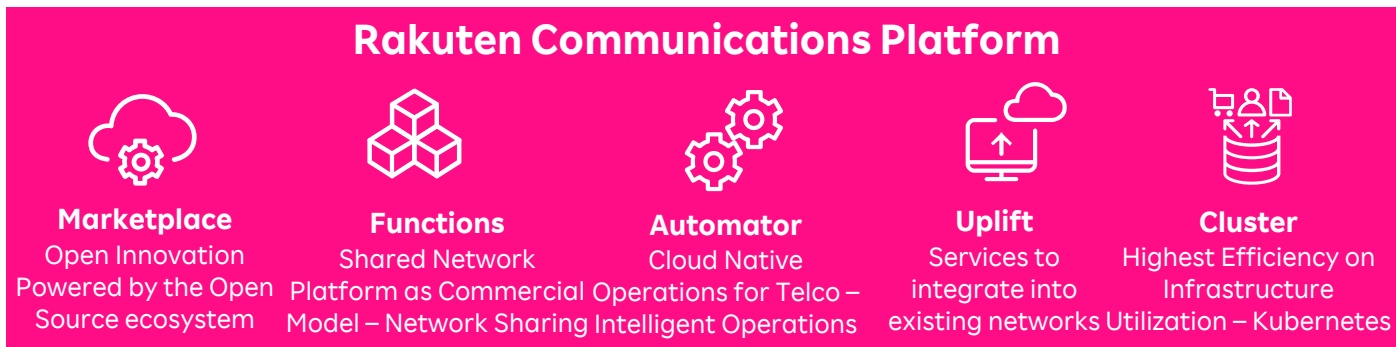 Rakuten Communications Platform
Marketplace
Open Innovation
Powered by the Open
Source ecosystem
Functions
Shared Network
Platform as Commercial
Model – Network Sharing
Automator
Cloud Native
Operations for Telco –
Intelligent Operations
Uplift
Services to
integrate into
existing networks
Cluster
Highest Efficiency on
Infrastructure
Utilization – Kubernetes